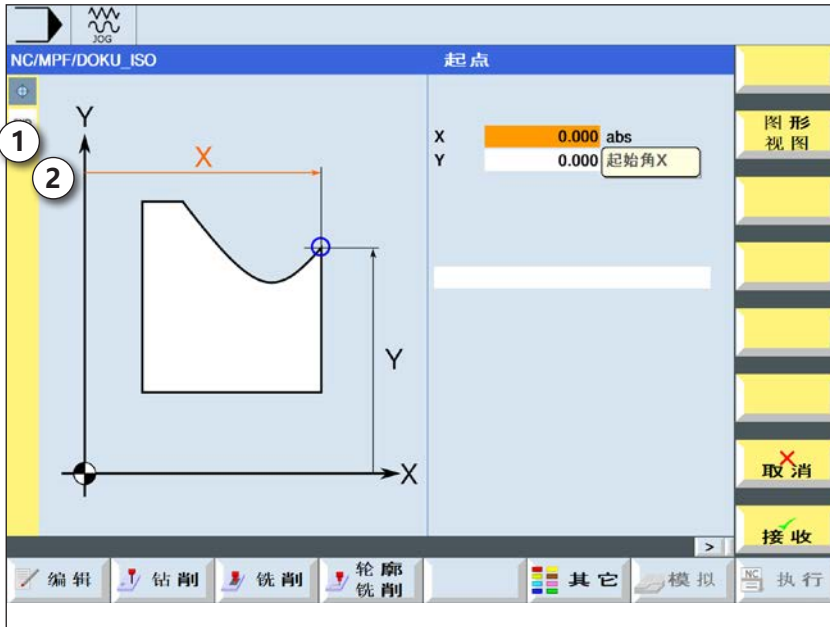 JOG
NC/MPF/DOKU_ISO
起点
1
2
Y
X
Y
X
X 0.000 abs
Y 0.000 起始角X
图形
视图
取消
接收
>
编辑
钻削
铣削
轮廓
铣削
其它
模拟
NC
执行